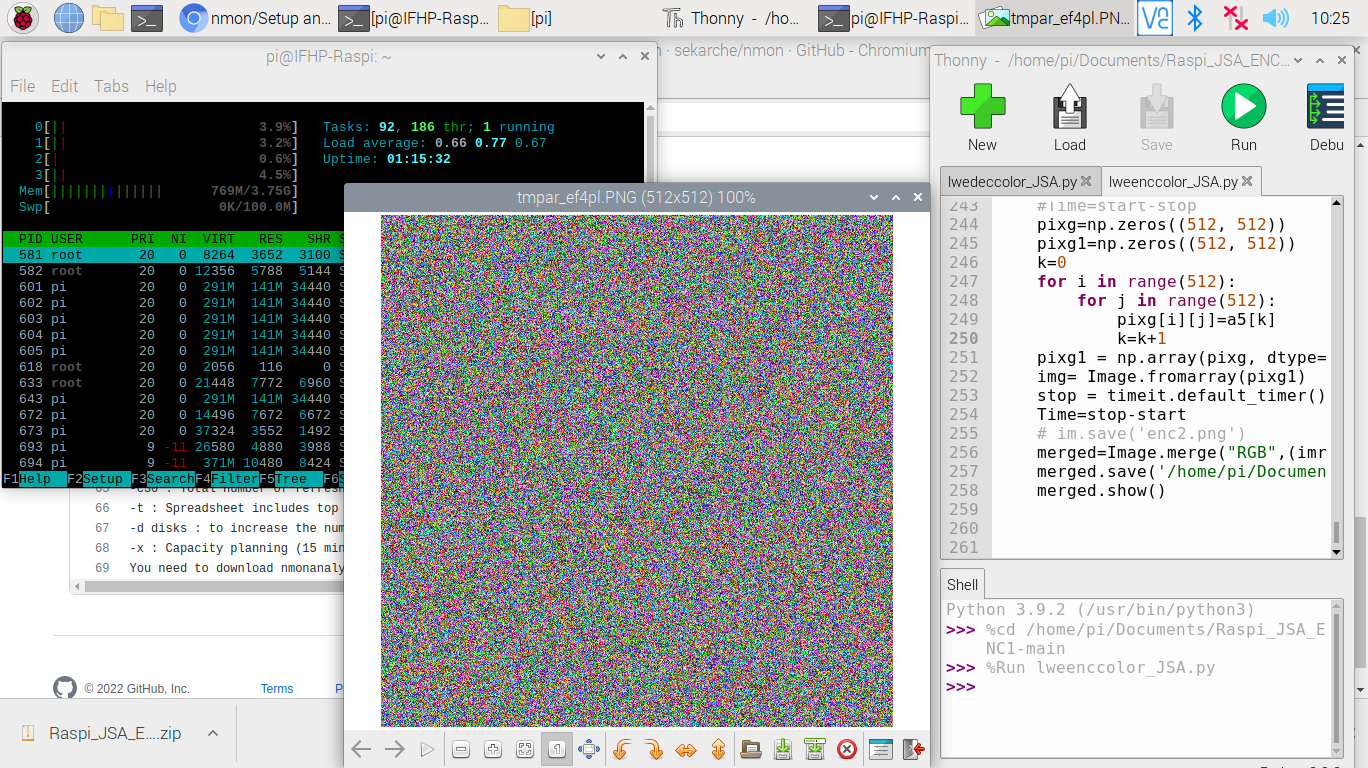 nmon/Setup an...
[pi@IFHP-Rasp...
[pi]
Thonny - /ho...
pi@IFHP-Raspi...
tmpar_ef4pl.PN...
10:25
pi@IFHP-Raspi: ~
· sekarche/nmon · GitHub - Chromium
File Edit Tabs Help
0[|| 3.9%] Tasks: 92, 186 thr; 1 running
1[|| 3.2%] Load average: 0.66 0.77 0.67
2[| 0.6%] Uptime: 01:15:32
3[|| 4.5%]
Mem[|||||||||||||| 769M/3.75G]
Swp[ 0K/100.0M]
PID USER PRI NI VIRT RES SHR S
581 root 20 0 8264 3652 3100 S
582 root 20 0 12356 5788 5144 S
601 pi 20 0 291M 141M 34440 S
602 pi 20 0 291M 141M 34440 S
603 pi 20 0 291M 141M 34440 S
604 pi 20 0 291M 141M 34440 S
605 pi 20 0 291M 141M 34440 S
618 root 20 0 2056 116 0 S
633 root 20 0 21448 7772 6960 S
643 pi 20 0 291M 141M 34440 S
672 pi 20 0 14496 7672 6672 S
673 pi 20 0 37324 3552 1492 S
693 pi 9 -11 26580 4880 3988 S
694 pi 9 -11 371M 10480 8424 S
F1Help F2Setup F3SearchF4FilterF5Tree F6S
66 -t : Spreadsheet includes top
67 -d disks : to increase the num
68 -x : Capacity planning (15 min
69 You need to download nmonanaly
© 2022 GitHub, Inc. Terms P
Raspi_JSA_E....zip
tmpar_ef4pl.PNG (512x512) 100%
Thonny - /home/pi/Documents/Raspi_JSA_ENC...
New Load Save Run Debu
lwedeccolor_JSA.py
lweenccolor_JSA.py
243 #Time=start-stop
244 pixg=np.zeros((512, 512))
245 pixg1=np.zeros((512, 512))
246 k=0
247 for i in range(512):
248 for j in range(512):
249 pixg[i][j]=a5[k]
250 k=k+1
251 pixg1 = np.array(pixg, dtype=
252 img= Image.fromarray(pixg1)
253 stop = timeit.default_timer()
254 Time=stop-start
255 # im.save('enc2.png')
256 merged=Image.merge("RGB",(imr
257 merged.save('/home/pi/Documen
258 merged.show()
259
260
261
Shell
Python 3.9.2 (/usr/bin/python3)
>>> %cd /home/pi/Documents/Raspi_JSA_E
NC1-main
>>> %Run lweenccolor_JSA.py
>>>